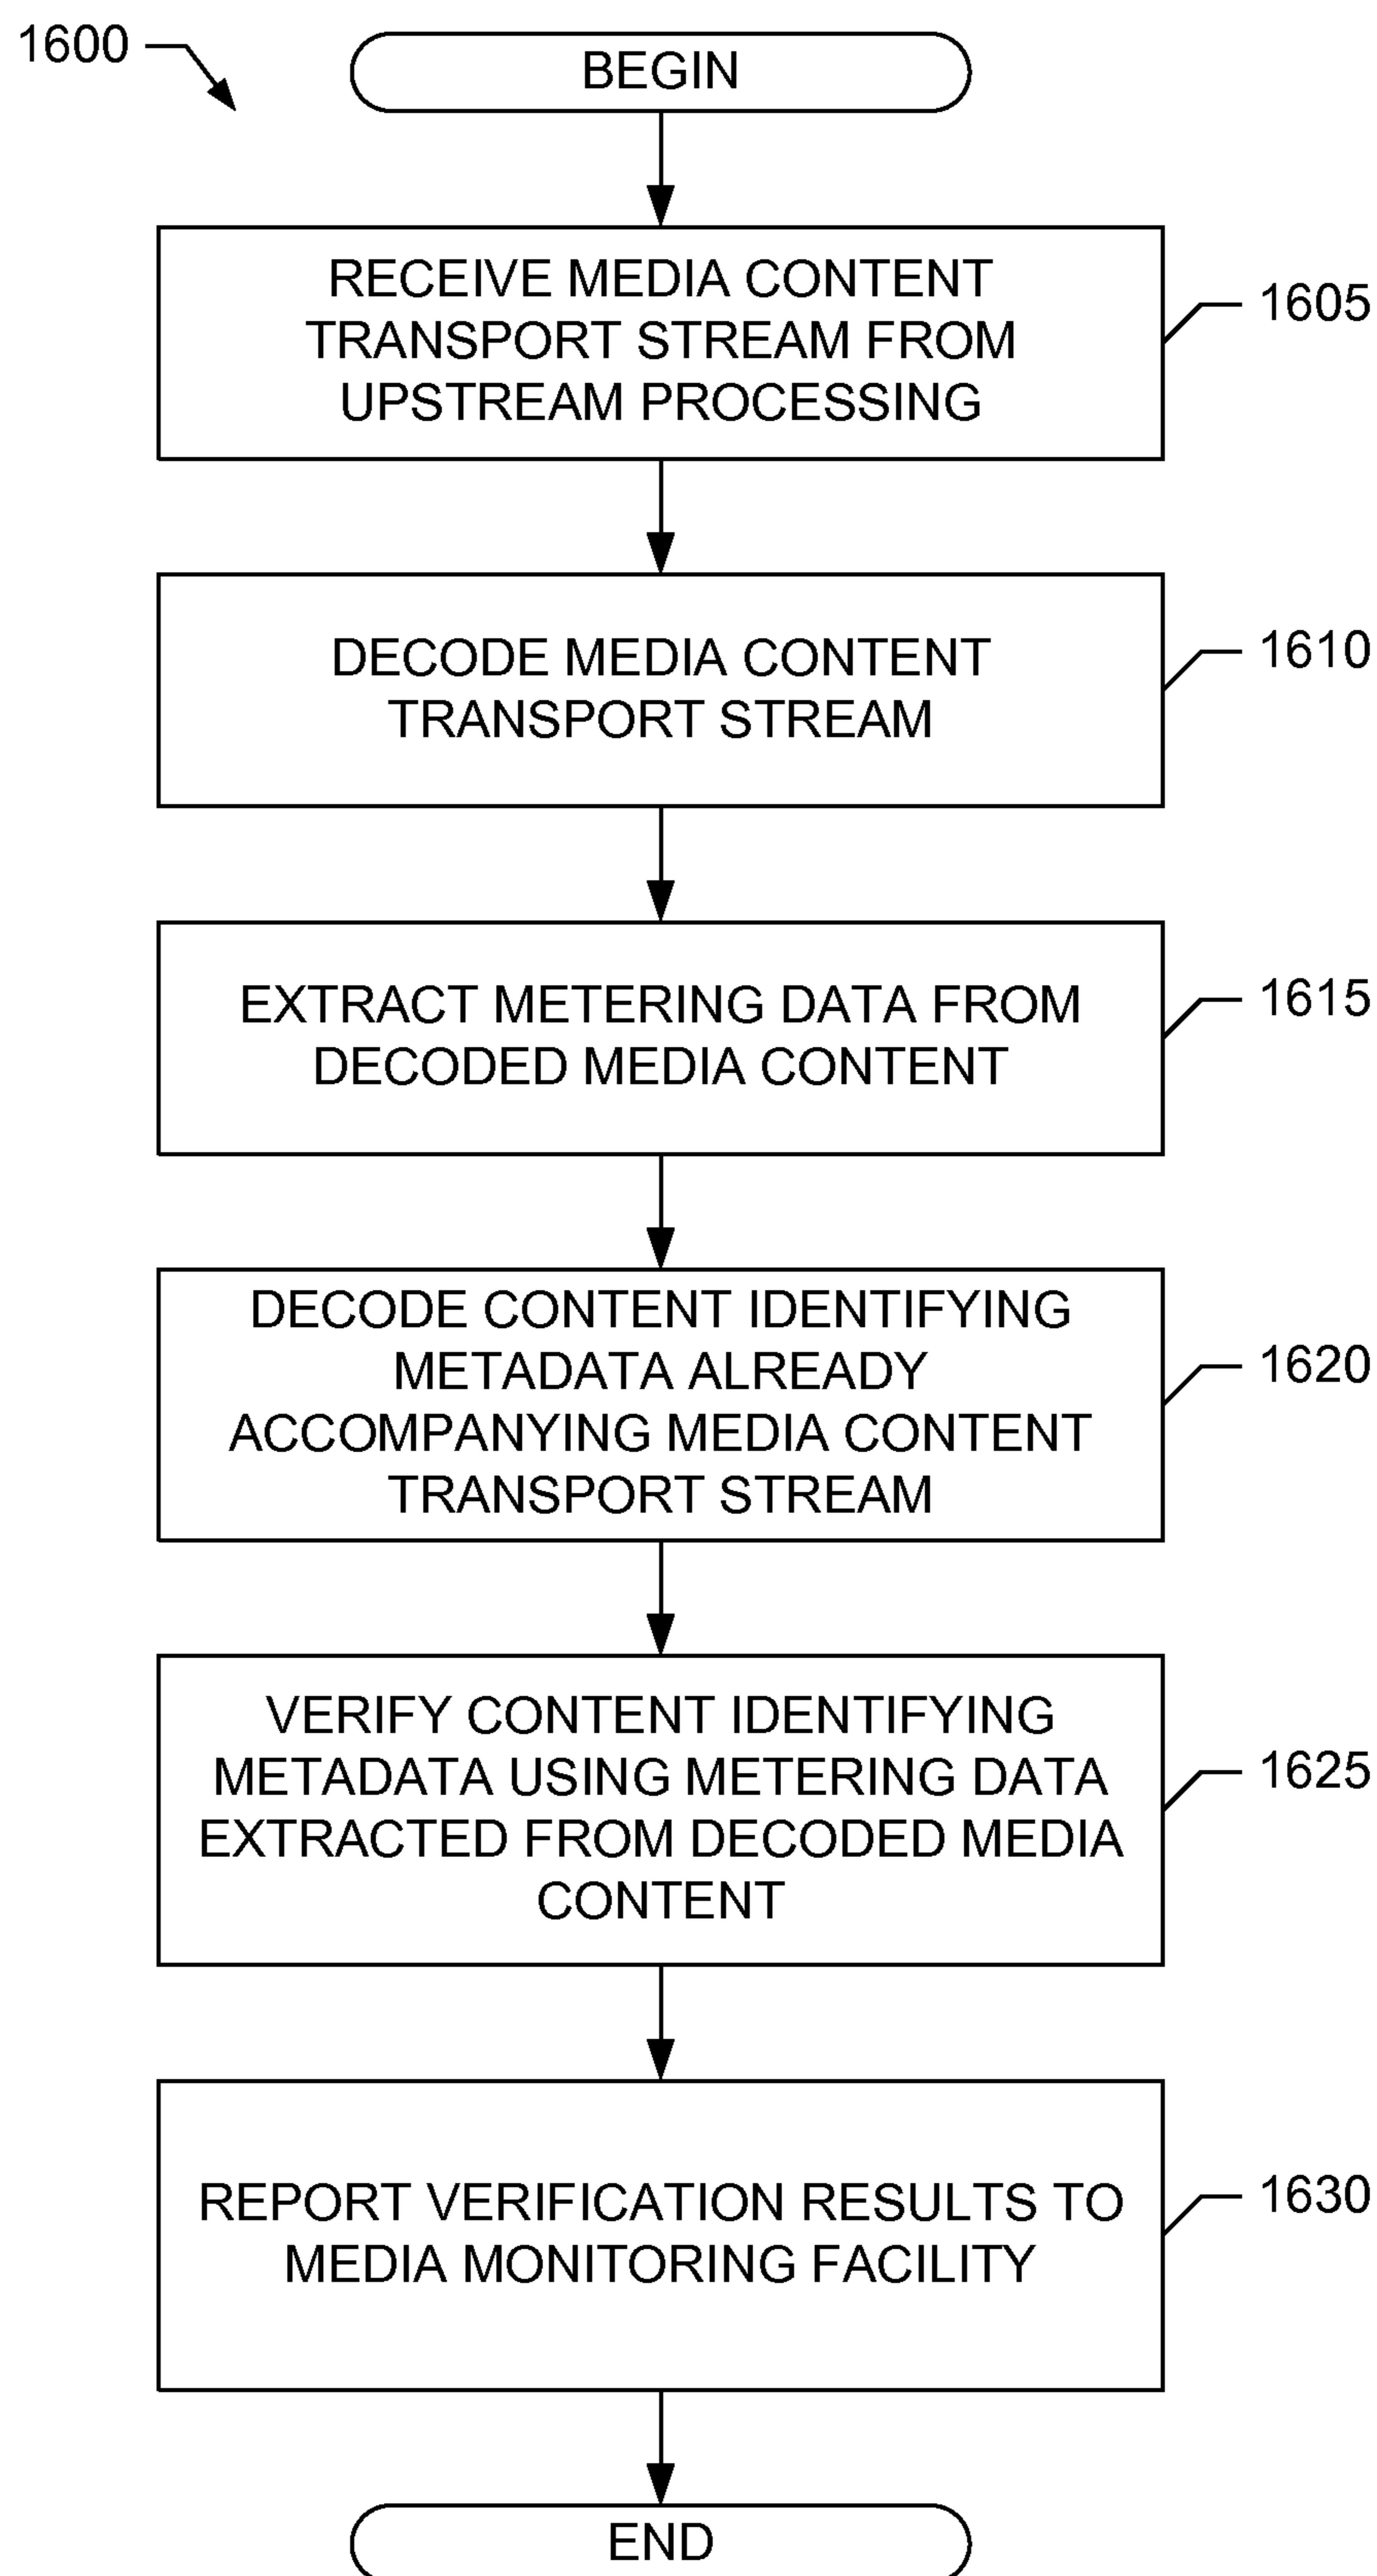 1600
BEGIN
RECEIVE MEDIA CONTENT
TRANSPORT STREAM FROM
UPSTREAM PROCESSING
1605
DECODE MEDIA CONTENT
TRANSPORT STREAM
1610
EXTRACT METERING DATA FROM
DECODED MEDIA CONTENT
1615
DECODE CONTENT IDENTIFYING
METADATA ALREADY
ACCOMPANYING MEDIA CONTENT
TRANSPORT STREAM
1620
VERIFY CONTENT IDENTIFYING
METADATA USING METERING DATA
EXTRACTED FROM DECODED MEDIA
CONTENT
1625
REPORT VERIFICATION RESULTS TO
MEDIA MONITORING FACILITY
1630
END